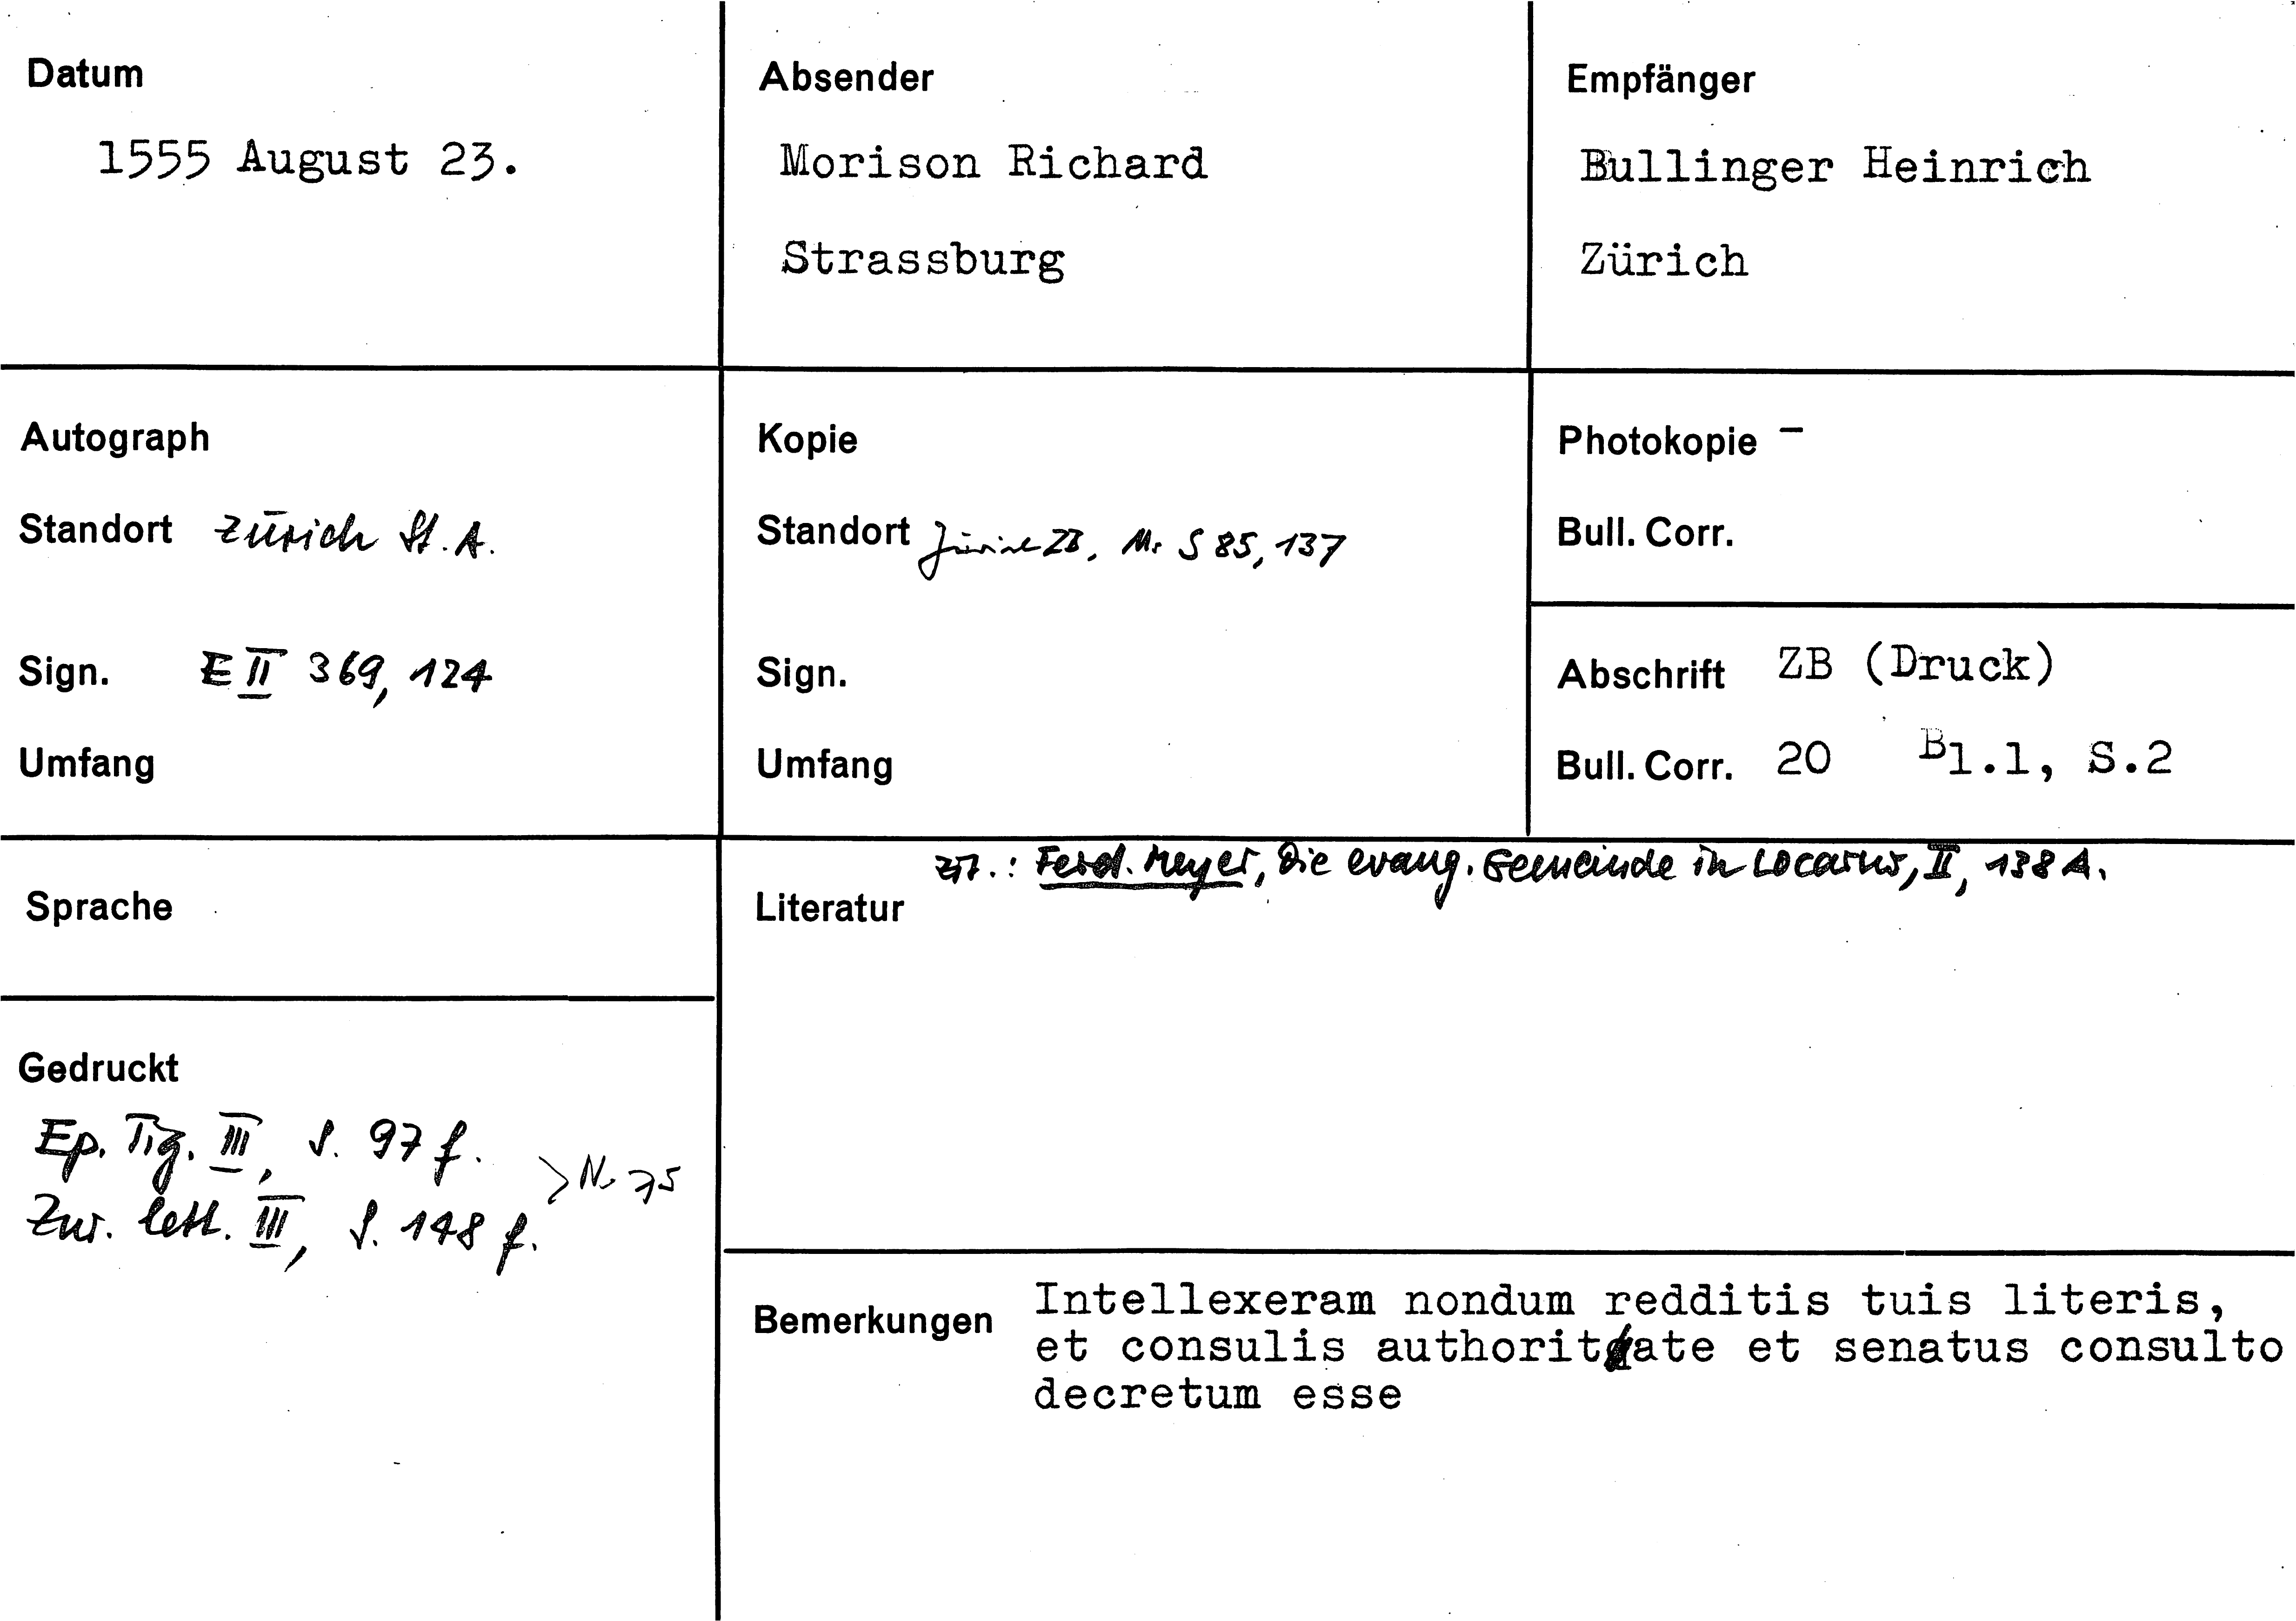 Datum
1555 August 23.
Absender
Morison Richard
Strassburg
Empfänger
Bullinger Heinrich
Zürich
Autograph
Standort Zürich St. A.
Sign. E II 369, 124
Umfang
Kopie
Standort Zürich ZB, Ms S 85, 137
Sign.
Umfang
Photokopie -
Bull. Corr.
Abschrift ZB (Druck)
Bull. Corr. 20 Bl.1, S.2
Sprache
Gedruckt
Ep. Tig. III, S. 97 f.
> Nr. 75
Zur. lett. III, S. 148 f.
zit.: Ferd. Meyer, Die evang. Gemeinde in Locarno, II, 138 A.
Literatur
Bemerkungen
Intellexeram nondum redditis tuis literis,
et consulis authoritate et senatus consulto
decretum esse